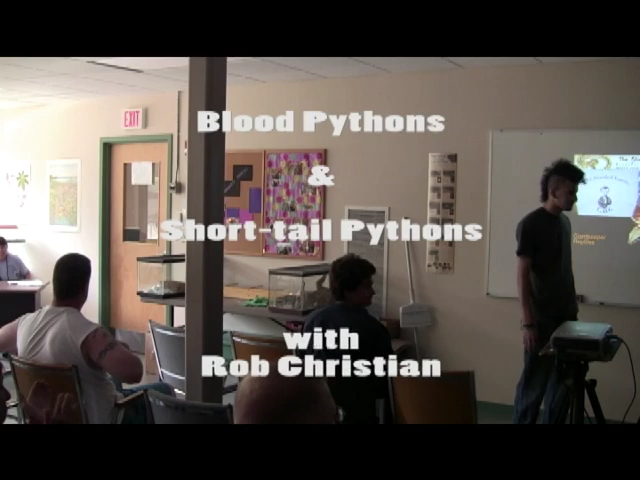 EXIT
Blood Pythons
&
Short-tail Pythons
with
Rob Christian